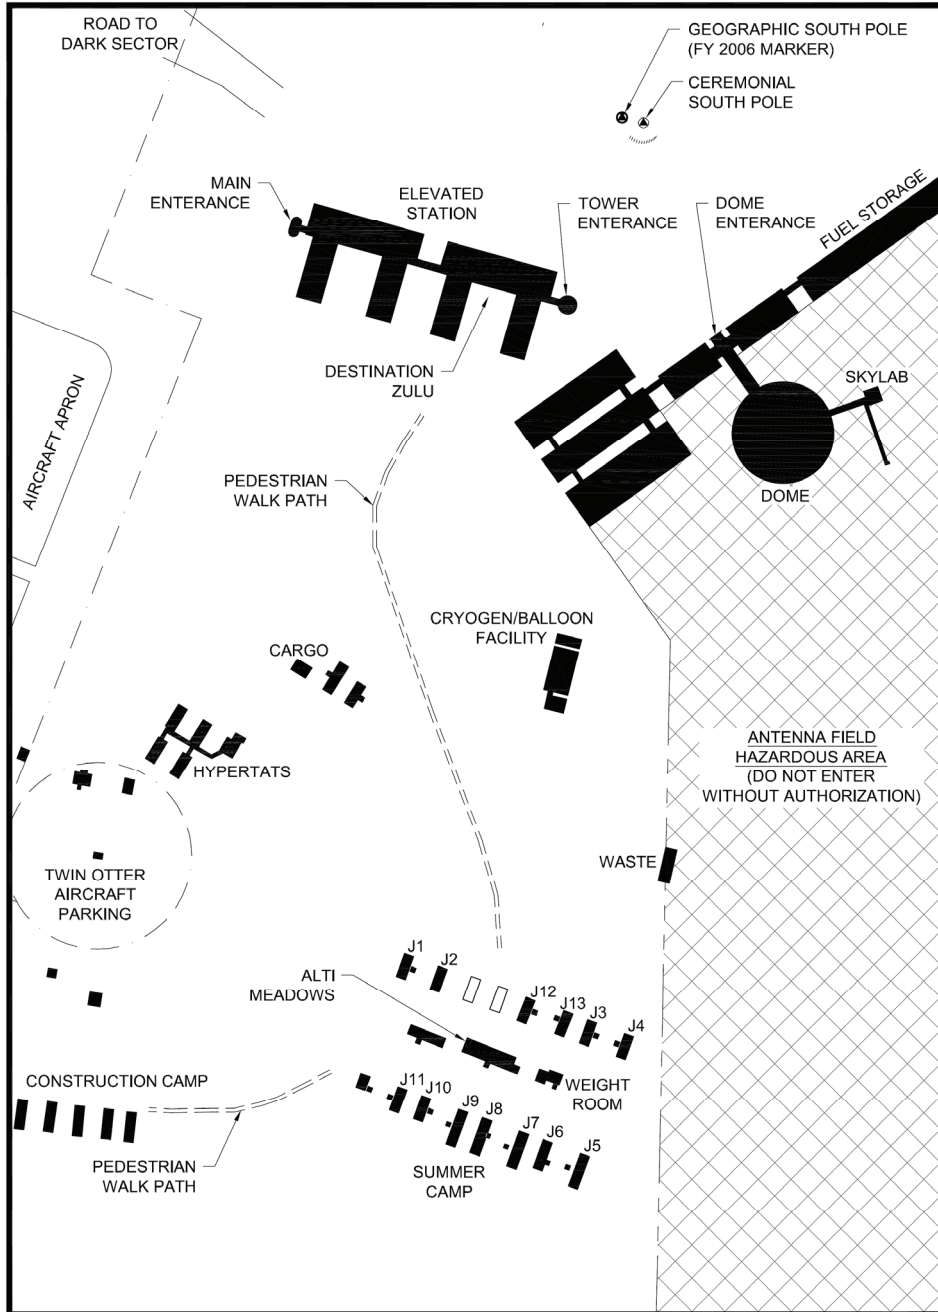 ROAD TO
DARK SECTOR
GEOGRAPHIC SOUTH POLE
(FY 2006 MARKER)
CEREMONIAL
SOUTH POLE
MAIN
ENTERANCE
ELEVATED
STATION
TOWER
ENTERANCE
DOME
ENTERANCE
FUEL STORAGE
DESTINATION
ZULU
AIRCRAFT APRON
SKYLAB
DOME
PEDESTRIAN
WALK PATH
CRYOGEN/BALLOON
FACILITY
CARGO
HYPERTATS
ANTENNA FIELD
HAZARDOUS AREA
(DO NOT ENTER
WITHOUT AUTHORIZATION)
WASTE
TWIN OTTER
AIRCRAFT
PARKING
J1
J2
ALTI
MEADOWS
J12
J13
J3
J4
CONSTRUCTION CAMP
WEIGHT
ROOM
J11
J10
J9
J8
J7
J6
J5
PEDESTRIAN
WALK PATH
SUMMER
CAMP